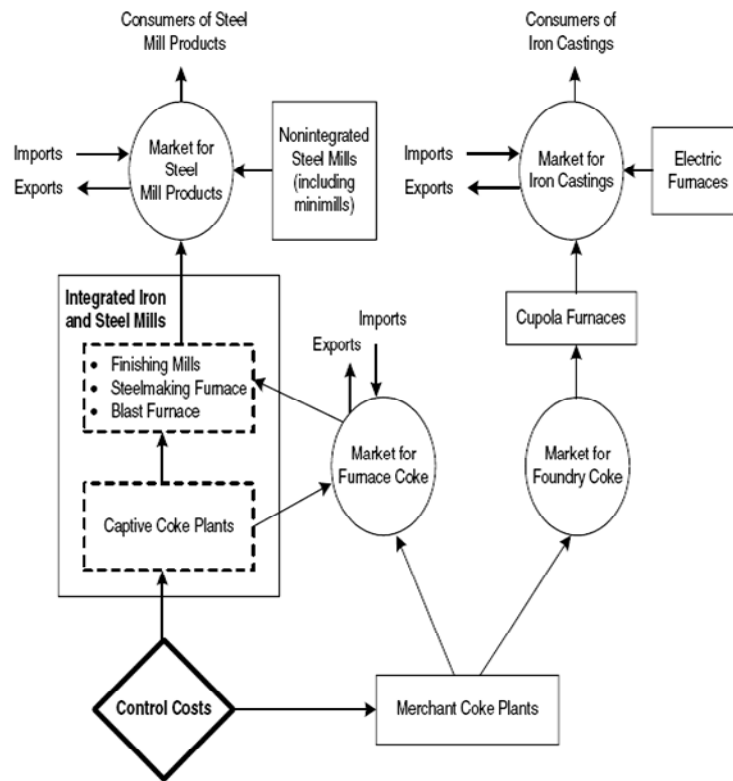 Consumers of Steel
Mill Products
Consumers of
Iron Castings
Imports
Exports
Market for
Steel
Mill Products
Nonintegrated
Steel Mills
(including
minimills)
Imports
Exports
Market for
Iron Castings
Electric
Furnaces
Integrated Iron
and Steel Mills
• Finishing Mills
• Steelmaking Furnace
• Blast Furnace
Imports
Exports
Cupola Furnaces
Market for
Furnace Coke
Market for
Foundry Coke
Captive Coke Plants
Control Costs
Merchant Coke Plants